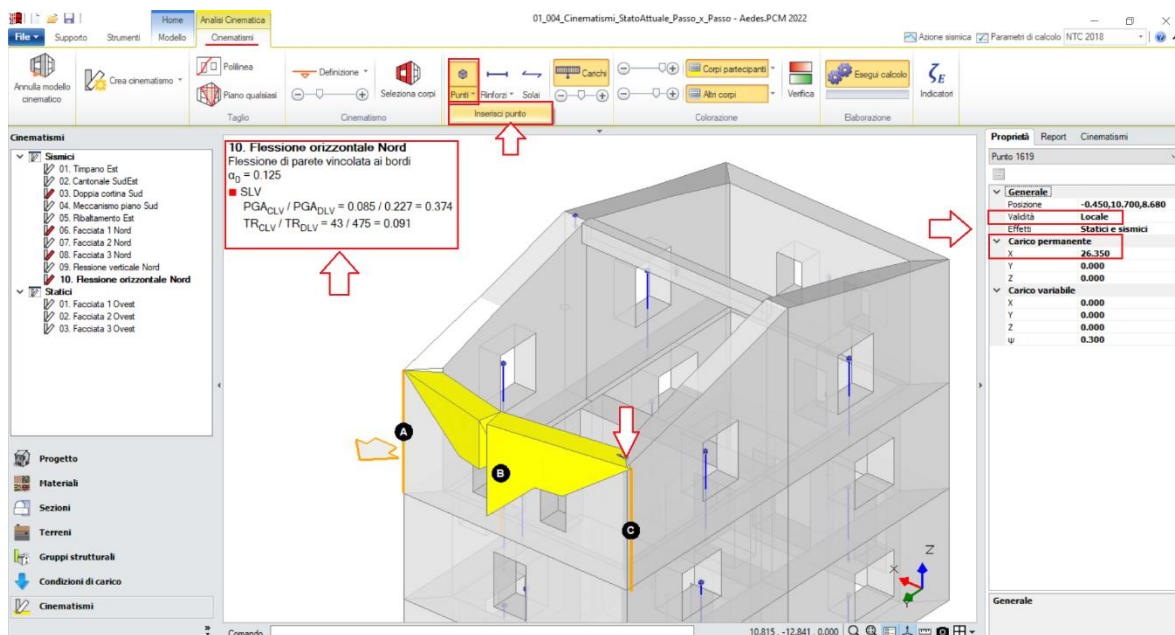 01_004_Cinematismi_StatoAttuale_Passo_x_Passo - Aedes.PCM 2022
Home
Analisi Cinematica
File
Supporto
Strumenti
Modello
Cinematismi
Azione sismica
Parametri di calcolo
NTC 2018
Annulla modello cinematico
Crea cinematismo
Polilinea
Piano qualsiasi
Taglio
Definizione
Seleziona corpi
Cinematismo
Punti
Rinforzi
Solai
Inserisci punto
Carichi
Corpi partecipanti
Altri corpi
Colorazione
Verifica
Esegui calcolo
Elaborazione
Indicatori
Cinematismi
Sismici
01. Timpano Est
02. Cantonale SudEst
03. Doppia cortina Sud
04. Meccanismo piano Sud
05. Ribaltamento Est
06. Facciata 1 Nord
07. Facciata 2 Nord
08. Facciata 3 Nord
09. Flessione verticale Nord
10. Flessione orizzontale Nord
Statici
01. Facciata 1 Ovest
02. Facciata 2 Ovest
03. Facciata 3 Ovest
Progetto
Materiali
Sezioni
Terreni
Gruppi strutturali
Condizioni di carico
Cinematismi
10. Flessione orizzontale Nord
Flessione di parete vincolata ai bordi
α0 = 0.125
SLV
PGACLV / PGADLV = 0.085 / 0.227 = 0.374
TRCLV / TRDLV = 43 / 475 = 0.091
A
B
C
Z
X
Y
Proprietà
Report
Cinematismi
Punto 1619
Generale
Posizione -0.450,10.700,8.680
Validità Locale
Effetti Statici e sismici
Carico permanente
X 26.350
Y 0.000
Z 0.000
Carico variabile
X 0.000
Y 0.000
Z 0.000
ψ 0.300
Generale
Comando
10.815, -12.841, 0.000